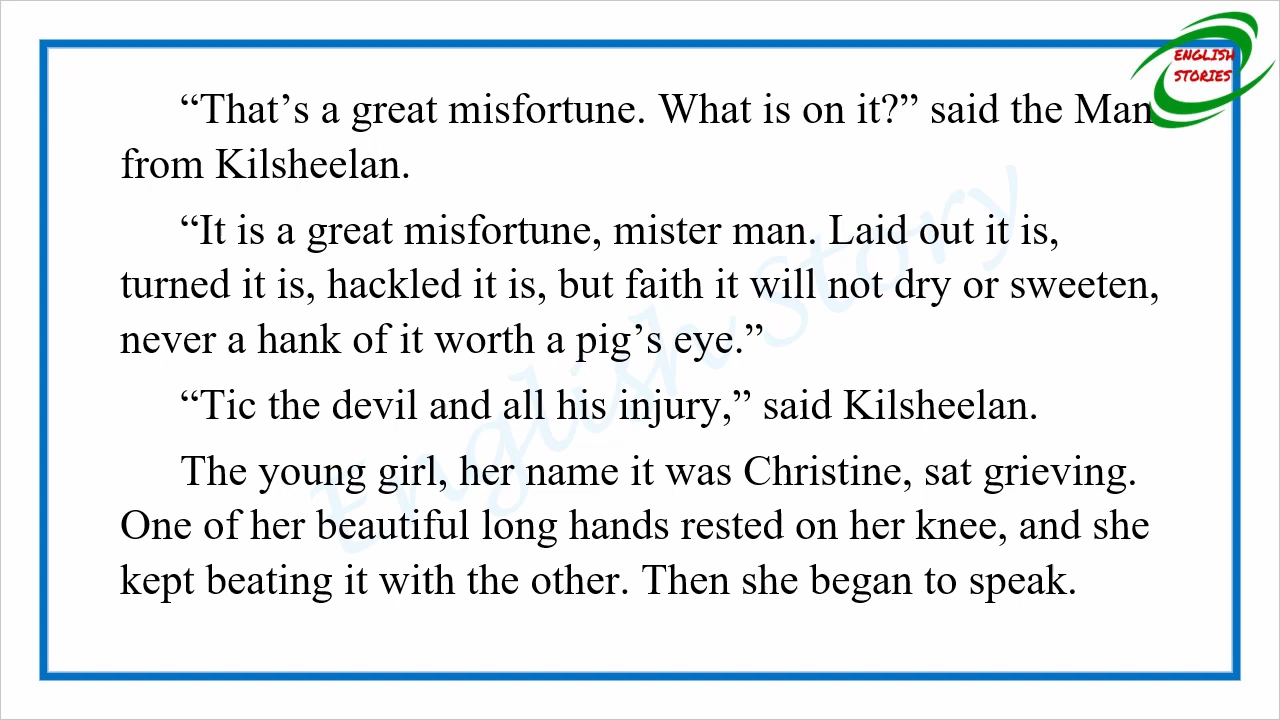 ENGLISH
STORIES
“That’s a great misfortune. What is on it?” said the Man
from Kilsheelan.
“It is a great misfortune, mister man. Laid out it is,
turned it is, hackled it is, but faith it will not dry or sweeten,
never a hank of it worth a pig’s eye.”
“Tic the devil and all his injury,” said Kilsheelan.
The young girl, her name it was Christine, sat grieving.
One of her beautiful long hands rested on her knee, and she
kept beating it with the other. Then she began to speak.
English Story